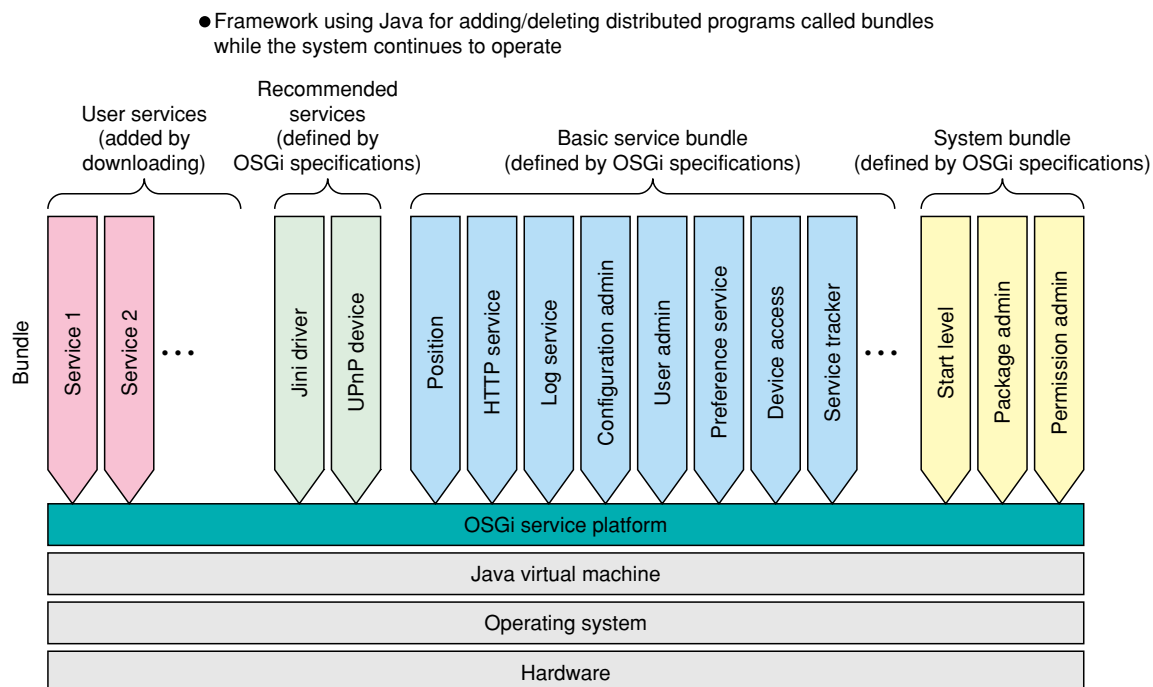 ● Framework using Java for adding/deleting distributed programs called bundles
while the system continues to operate
User services
(added by
downloading)
Recommended
services
(defined by
OSGi specifications)
Basic service bundle
(defined by OSGi specifications)
System bundle
(defined by OSGi specifications)
Bundle
Service 1
Service 2
...
Jini driver
UPnP device
Position
HTTP service
Log service
Configuration admin
User admin
Preference service
Device access
Service tracker
...
Start level
Package admin
Permission admin
OSGi service platform
Java virtual machine
Operating system
Hardware